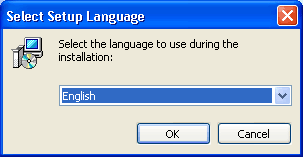 Select Setup Language
Select the language to use during the
installation:
English
OK
Cancel